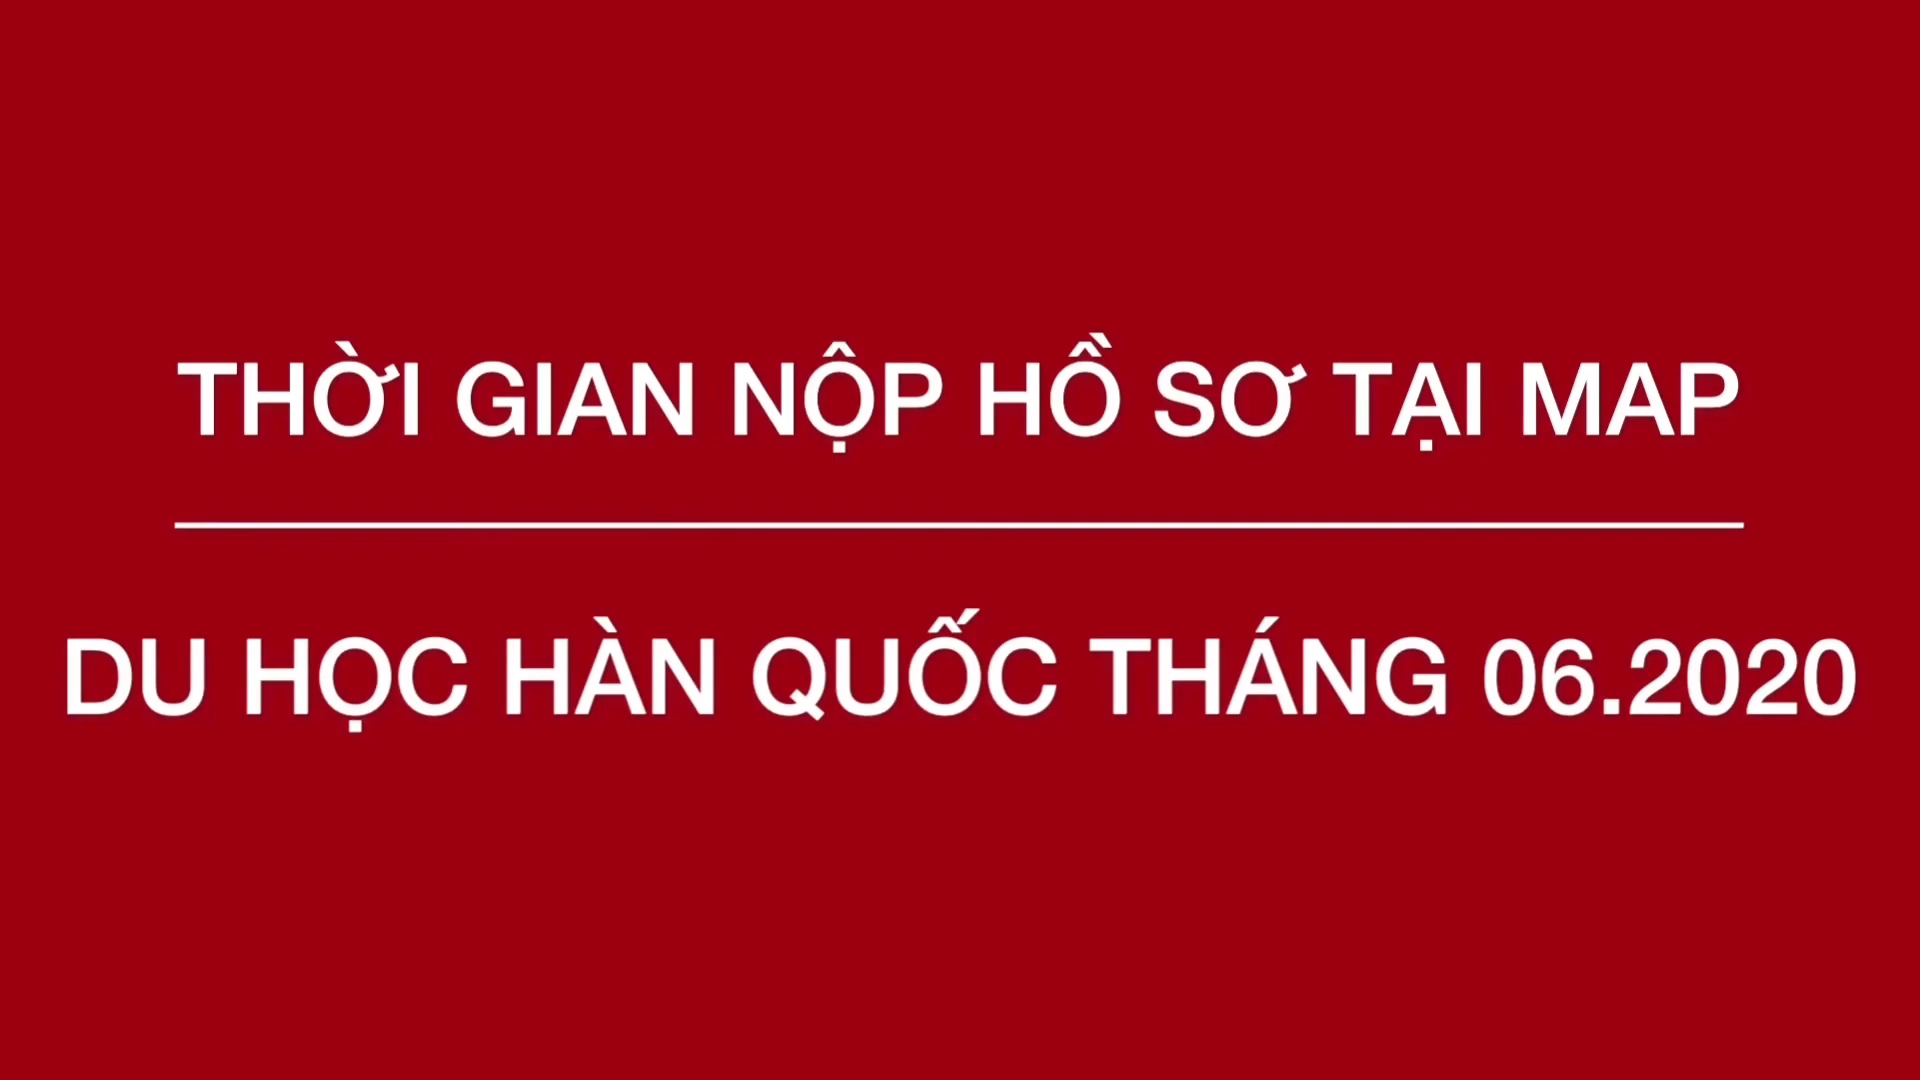 THỜI GIAN NỘP HỒ SƠ TẠI MAP
DU HỌC HÀN QUỐC THÁNG 06.2020